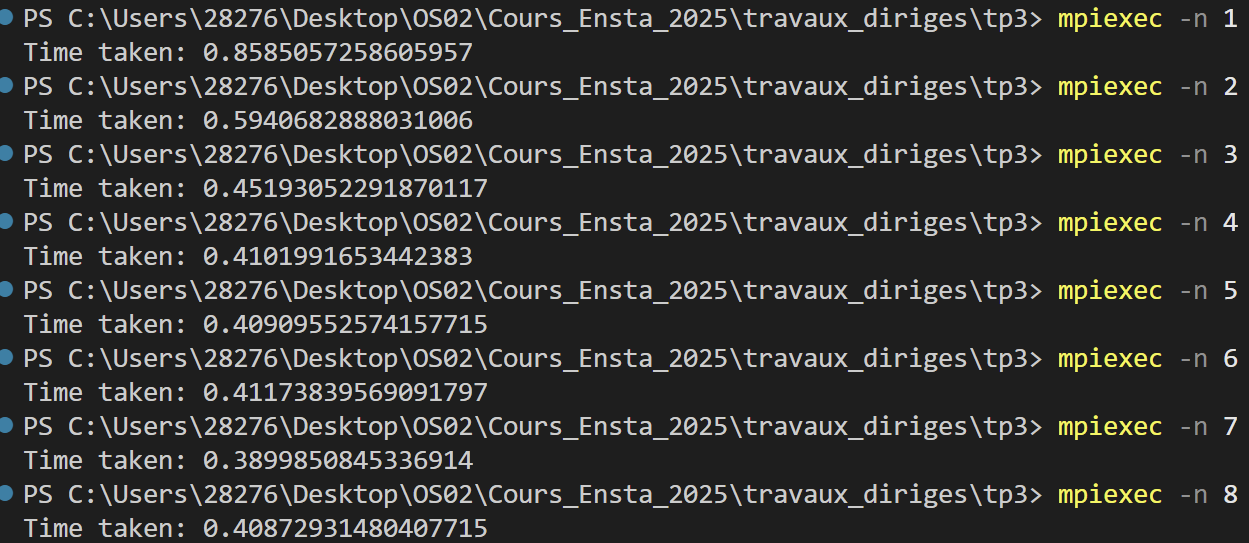 PS C:\Users\28276\Desktop\OS02\Cours_Ensta_2025\travaux_diriges\tp3> mpiexec -n 1
Time taken: 0.8585057258605957
PS C:\Users\28276\Desktop\OS02\Cours_Ensta_2025\travaux_diriges\tp3> mpiexec -n 2
Time taken: 0.5940682888031006
PS C:\Users\28276\Desktop\OS02\Cours_Ensta_2025\travaux_diriges\tp3> mpiexec -n 3
Time taken: 0.45193052291870117
PS C:\Users\28276\Desktop\OS02\Cours_Ensta_2025\travaux_diriges\tp3> mpiexec -n 4
Time taken: 0.4101991653442383
PS C:\Users\28276\Desktop\OS02\Cours_Ensta_2025\travaux_diriges\tp3> mpiexec -n 5
Time taken: 0.40909552574157715
PS C:\Users\28276\Desktop\OS02\Cours_Ensta_2025\travaux_diriges\tp3> mpiexec -n 6
Time taken: 0.41173839569091797
PS C:\Users\28276\Desktop\OS02\Cours_Ensta_2025\travaux_diriges\tp3> mpiexec -n 7
Time taken: 0.3899850845336914
PS C:\Users\28276\Desktop\OS02\Cours_Ensta_2025\travaux_diriges\tp3> mpiexec -n 8
Time taken: 0.40872931480407715